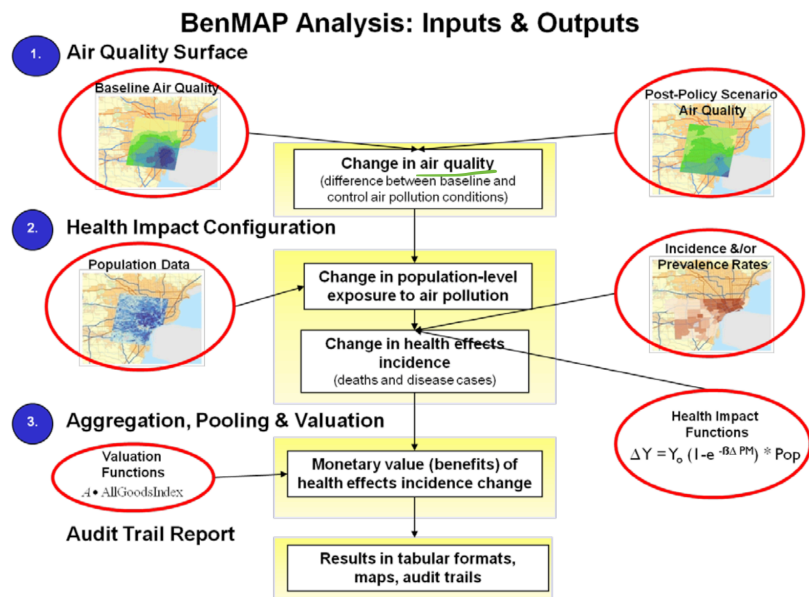 BenMAP Analysis: Inputs & Outputs
1.
Air Quality Surface
Baseline Air Quality
Post-Policy Scenario
Air Quality
Change in air quality
(difference between baseline and
control air pollution conditions)
2.
Health Impact Configuration
Population Data
Change in population-level
exposure to air pollution
Incidence &/or
Prevalence Rates
Change in health effects
incidence
(deaths and disease cases)
3.
Aggregation, Pooling & Valuation
Valuation
Functions
A • AllGoodsIndex
Monetary value (benefits) of
health effects incidence change
Health Impact
Functions
ΔY = Yo (1-e -ßΔ PM) * Pop
Audit Trail Report
Results in tabular formats,
maps, audit trails